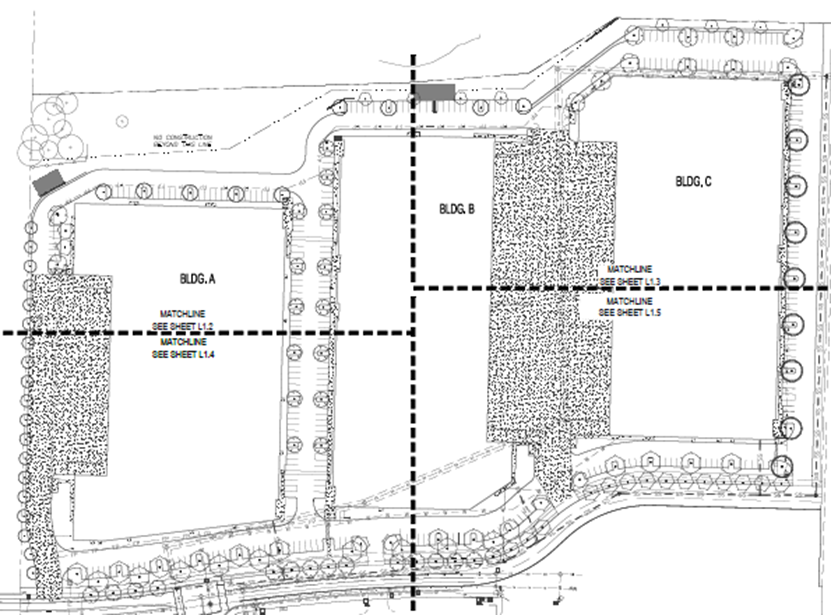 NO CONSTRUCTION
BEYOND THIS LINE
BLDG. C
BLDG. B
BLDG. A
MATCHLINE
SEE SHEET L1.3
MATCHLINE
SEE SHEET L1.5
MATCHLINE
SEE SHEET L1.2
MATCHLINE
SEE SHEET L1.4